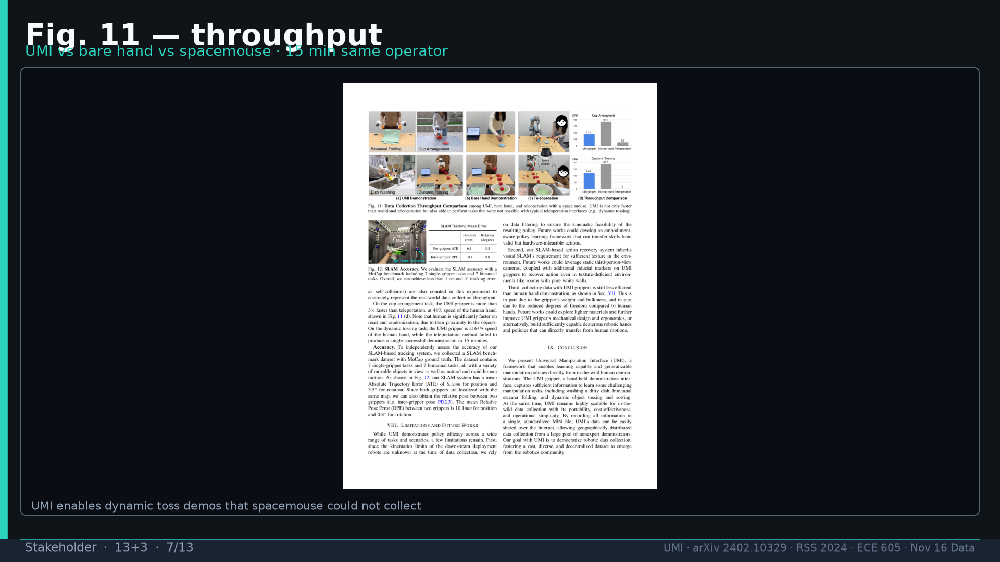 Fig. 11 — throughput
UMI vs bare hand vs spacemouse · 15 min same operator
Bimanual Folding
Cup Arrangement
Dish Washing
Dynamic Tossing
Space
Mouse
CPH
Cup Arrangment
111
231
35
UMI gripper Human hand Teleoperation
CPH
Dynamic Tossing
149
237
0
UMI gripper Human hand Teleoperation
(a) UMI Demonstration
(b) Bare Hand Demonstration
(c) Teleoperation
(d) Throughput Comparison
Fig. 11: Data Collection Throughput Comparison among UMI, bare hand, and teleoperation with a space mouse. UMI is not only faster
than traditional teleoperation but also able to perform tasks that were not possible with typical teleoperation interfaces (e.g., dynamic tossing).
MoCap
Markers
OptiTrack Cameras
SLAM Tracking Mean Error
Position Rotation
(mm) (degree)
Per-gripper ATE 6.1 3.5
Inter-gripper RPE 10.1 0.8
Fig. 12: SLAM Accuracy. We evaluate the SLAM accuracy with a
MoCap benchmark including 7 single-gripper tasks and 7 bimanual
tasks. Overall, we can achieve less than 1 cm and 4° tracking error.
as self-collisions) are also counted in this experiment to
accurately represent the real-world data collection throughput.
On the cup arrangement task, the UMI gripper is more than
3× faster than teleportation, at 48% speed of the human hand,
shown in Fig. 11 (d). Note that human is significantly faster on
reset and randomization, due to their proximity to the objects.
On the dynamic tossing task, the UMI gripper is at 64% speed
of the human hand, while the teleportation method failed to
produce a single successful demonstration in 15 minutes.
Accuracy. To independently assess the accuracy of our
SLAM-based tracking system, we collected a SLAM bench-
mark dataset with MoCap ground truth. The dataset contains
7 single-gripper tasks and 7 bimanual tasks, all with a variety
of movable objects in view as well as natural and rapid human
motion. As shown in Fig. 12, our SLAM system has a mean
Absolute Trajectory Error (ATE) of 6.1mm for position and
3.5° for rotation. Since both grippers are localized with the
same map, we can also obtain the relative pose between two
grippers (i.e. inter-gripper pose PD2.3). The mean Relative
Pose Error (RPE) between two grippers is 10.1mm for position
and 0.8° for rotation.
VIII. Limitations and Future Works
While UMI demonstrates policy efficacy across a wide
range of tasks and scenarios, a few limitations remain. First,
since the kinematics limits of the downstream deployment
robots are unknown at the time of data collection, we rely
on data filtering to ensure the kinematic feasibility of the
resulting policy. Future works could develop an embodiment-
aware policy learning framework that can transfer skills from
valid but hardware-infeasible actions.
Second, our SLAM-based action recovery system inherits
visual SLAM's requirement for sufficient texture in the envi-
ronment. Future works could leverage static third-person-view
cameras, coupled with additional fiducial markers on UMI
grippers to recover action even in texture-deficient environ-
ments like rooms with pure white walls.
Third, collecting data with UMI grippers is still less efficient
than human hand demonstration, as shown in Sec. VII. This is
in part due to the gripper's weight and bulkiness, and in part
due to the reduced degrees of freedom compared to human
hands. Future works could explore lighter materials and further
improve UMI gripper's mechanical design and ergonomics, or
alternatively, build sufficiently capable dexterous robotic hands
and policies that can directly transfer from human motions.
IX. Conclusion
We present Universal Manipulation Interface (UMI), a
framework that enables learning capable and generalizable
manipulation policies directly from in-the-wild human demon-
strations. The UMI gripper, a hand-held demonstration inter-
face, captures sufficient information to learn some challenging
manipulation tasks, including washing a dirty dish, bimanual
sweater folding, and dynamic object tossing and sorting.
At the same time, UMI remains highly scalable for in-the-
wild data collection with its portability, cost-effectiveness,
and operational simplicity. By recording all information in
a single, standardized MP4 file, UMI's data can be easily
shared over the Internet, allowing geographically distributed
data collection from a large pool of nonexpert demonstrators.
Our goal with UMI is to democratize robotic data collection,
fostering a vast, diverse, and decentralized dataset to emerge
from the robotics community
UMI enables dynamic toss demos that spacemouse could not collect
Stakeholder · 13+3 · 7/13
UMI · arXiv 2402.10329 · RSS 2024 · ECE 605 · Nov 16 Data